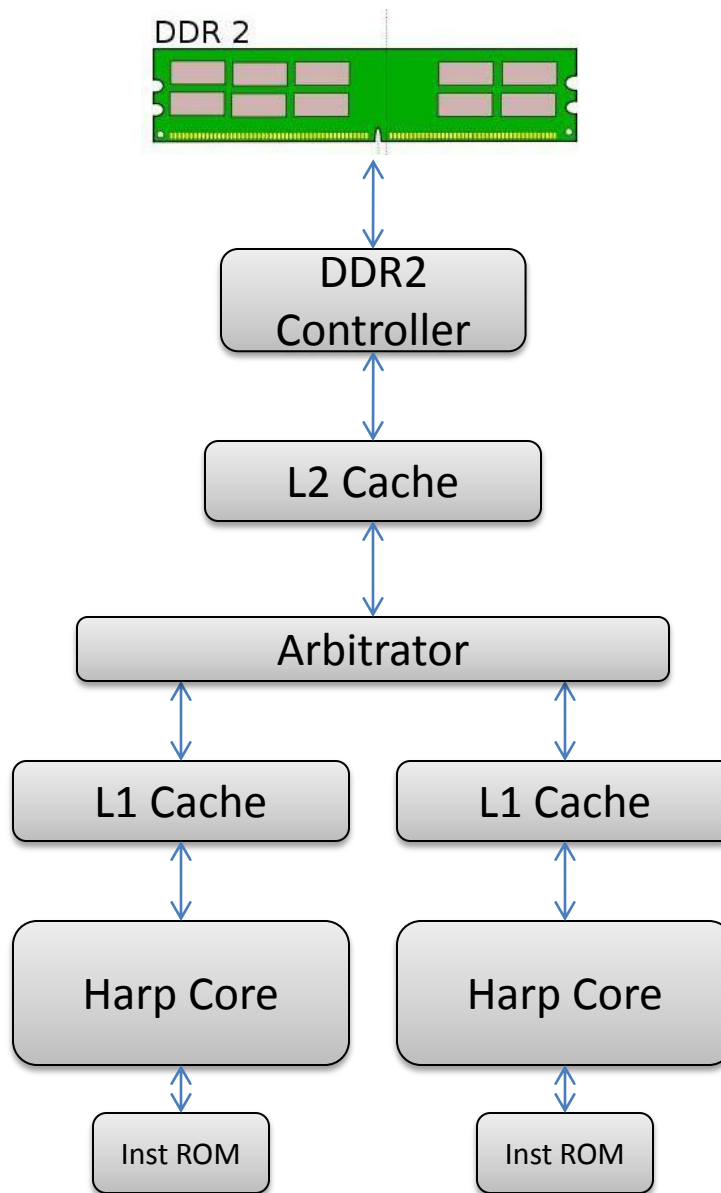 DDR 2
DDR2
Controller
L2 Cache
Arbitrator
L1 Cache
L1 Cache
Harp Core
Harp Core
Inst ROM
Inst ROM